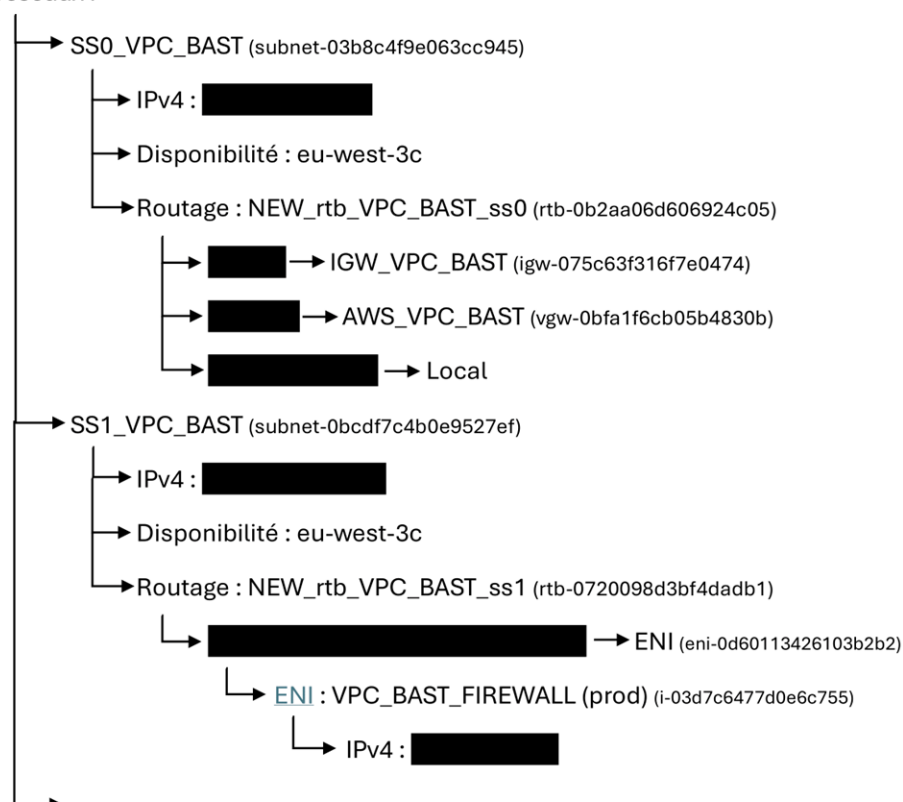 SS0_VPC_BAST (subnet-03b8c4f9e063cc945)
IPv4 :
Disponibilité : eu-west-3c
Routage : NEW_rtb_VPC_BAST_ss0 (rtb-0b2aa06d606924c05)
IGW_VPC_BAST (igw-075c63f316f7e0474)
AWS_VPC_BAST (vgw-0bfa1f6cb05b4830b)
Local
SS1_VPC_BAST (subnet-0bcdf7c4b0e9527ef)
IPv4 :
Disponibilité : eu-west-3c
Routage : NEW_rtb_VPC_BAST_ss1 (rtb-0720098d3bf4dadb1)
ENI (eni-0d60113426103b2b2)
ENI : VPC_BAST_FIREWALL (prod) (i-03d7c6477d0e6c755)
IPv4 :